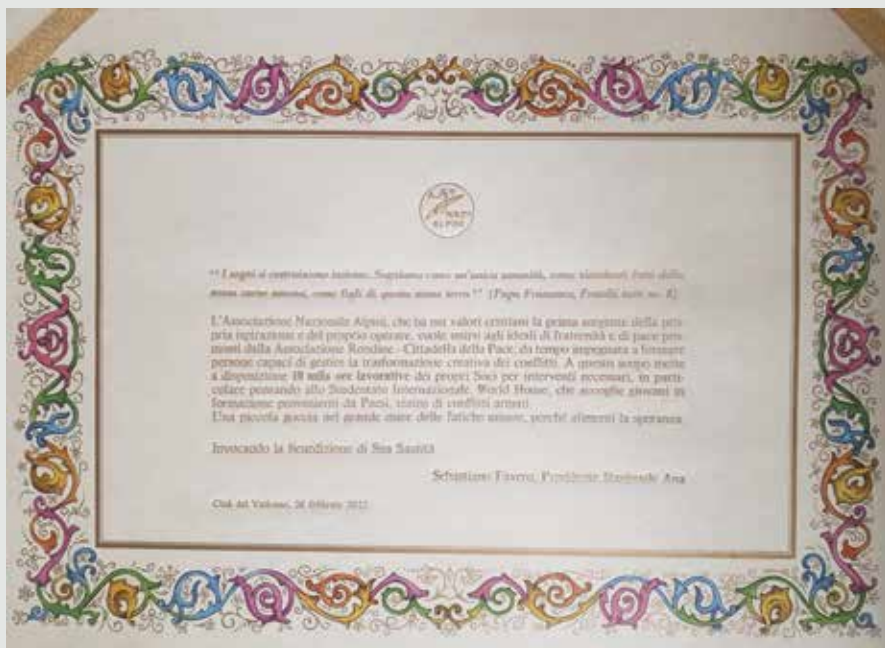 A.N.A.
ALPINI
“ I sogni si costruiscono insieme. Sogniamo come un'unica umanità, come viandanti fatti della
stessa carne umana, come figli di questa stessa terra ” (Papa Francesco, Fratelli tutti no. 8)
L'Associazione Nazionale Alpini, che ha nei valori cristiani la prima sorgente della pro-
pria ispirazione e del proprio operare, vuole unirsi agli ideali di fraternità e di pace pro-
mossi dalla Associazione Rondine - Cittadella della Pace, da tempo impegnata a formare
persone capaci di gestire la trasformazione creativa dei conflitti. A questo scopo mette
a disposizione 10 mila ore lavorative dei propri Soci per interventi necessari, in parti-
colare pensando allo Studentato Internazionale, World House, che accoglie giovani in
formazione provenienti da Paesi, teatro di conflitti armati.
Una piccola goccia nel grande mare delle fatiche umane, perché alimenti la speranza.
Invocando la Benedizione di Sua Santità
Sebastiano Favero, Presidente Nazionale Ana
Città del Vaticano, 26 febbraio 2022